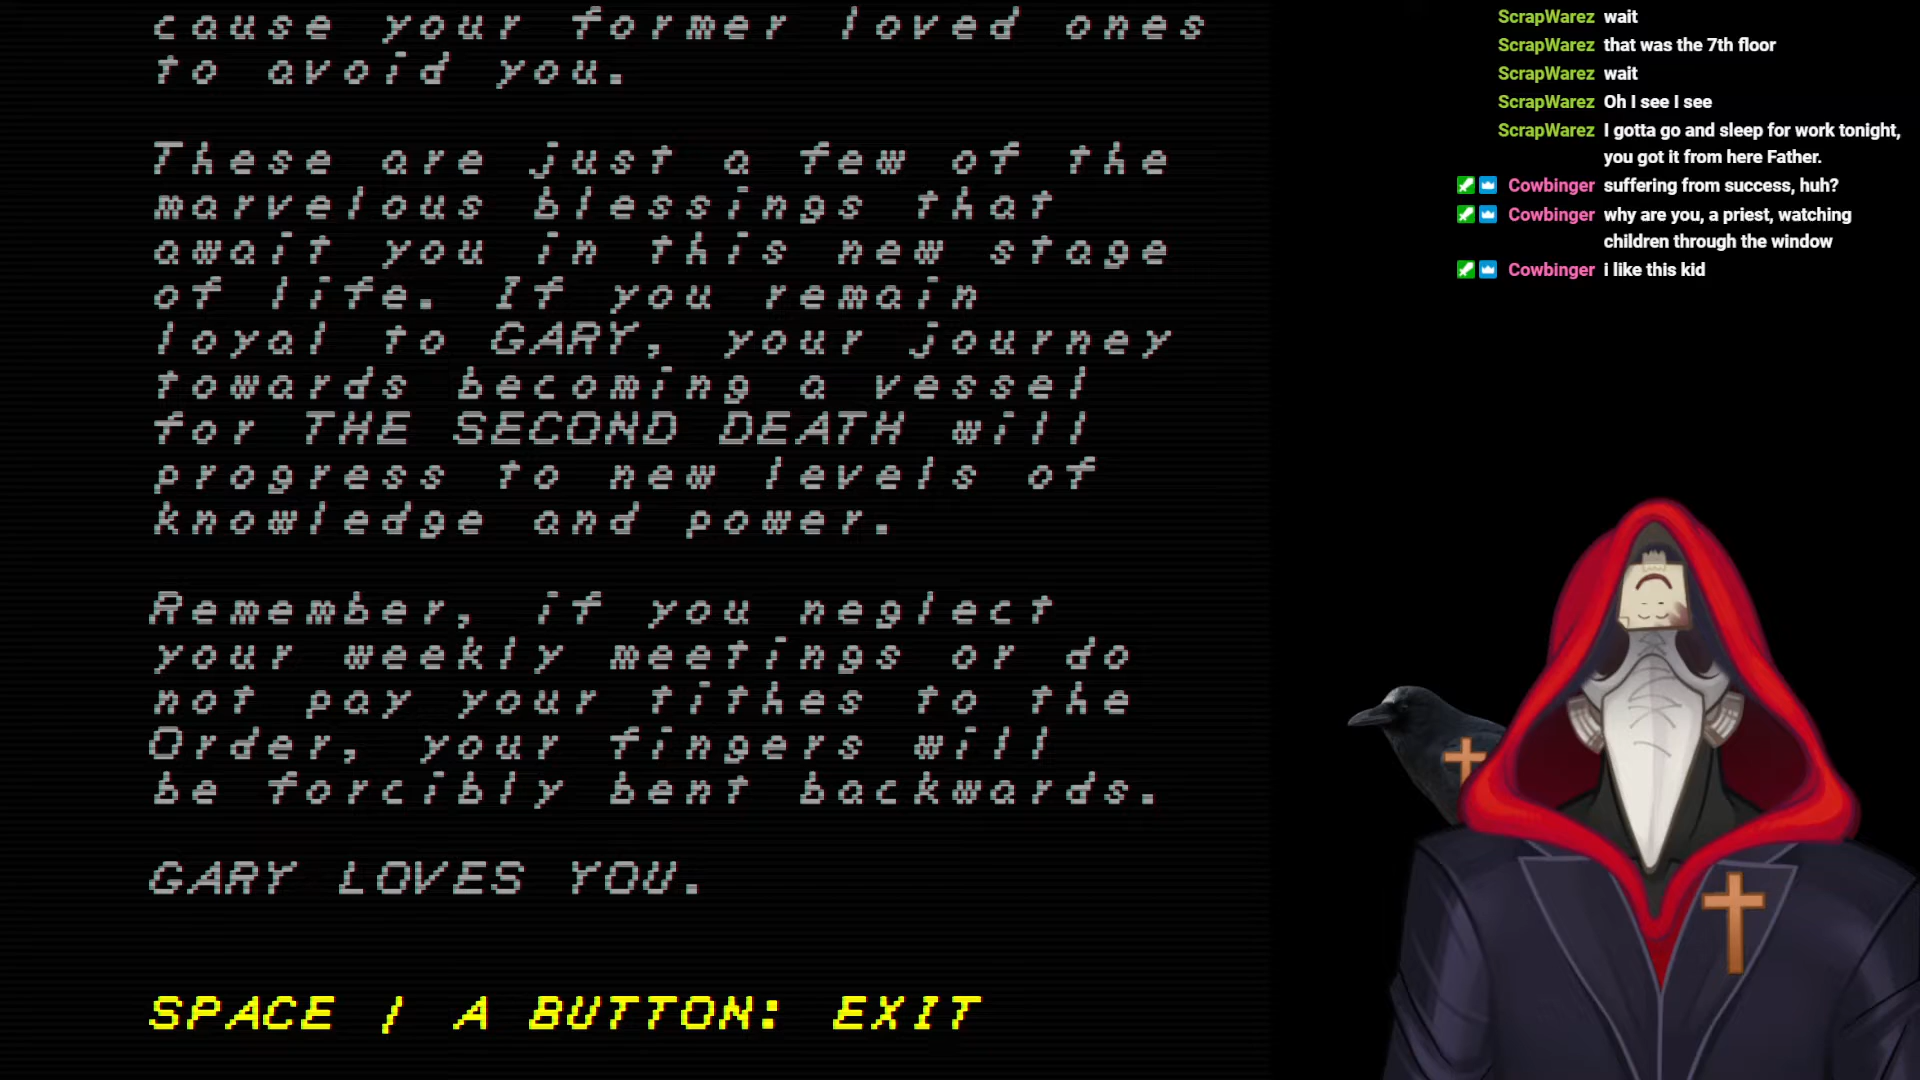 cause your former loved ones
to avoid you.
These are just a few of the
marvelous blessings that
await you in this new stage
of life. If you remain
loyal to GARY, your journey
towards becoming a vessel
for THE SECOND DEATH will
progress to new levels of
knowledge and power.
Remember, if you neglect
your weekly meetings or do
not pay your tithes to the
Order, your fingers will
be forcibly bent backwards.
GARY LOVES YOU.
SPACE / A BUTTON: EXIT
ScrapWarez wait
ScrapWarez that was the 7th floor
ScrapWarez wait
ScrapWarez Oh I see I see
ScrapWarez I gotta go and sleep for work tonight,
you got it from here Father.
Cowbinger suffering from success, huh?
Cowbinger why are you, a priest, watching
children through the window
Cowbinger i like this kid